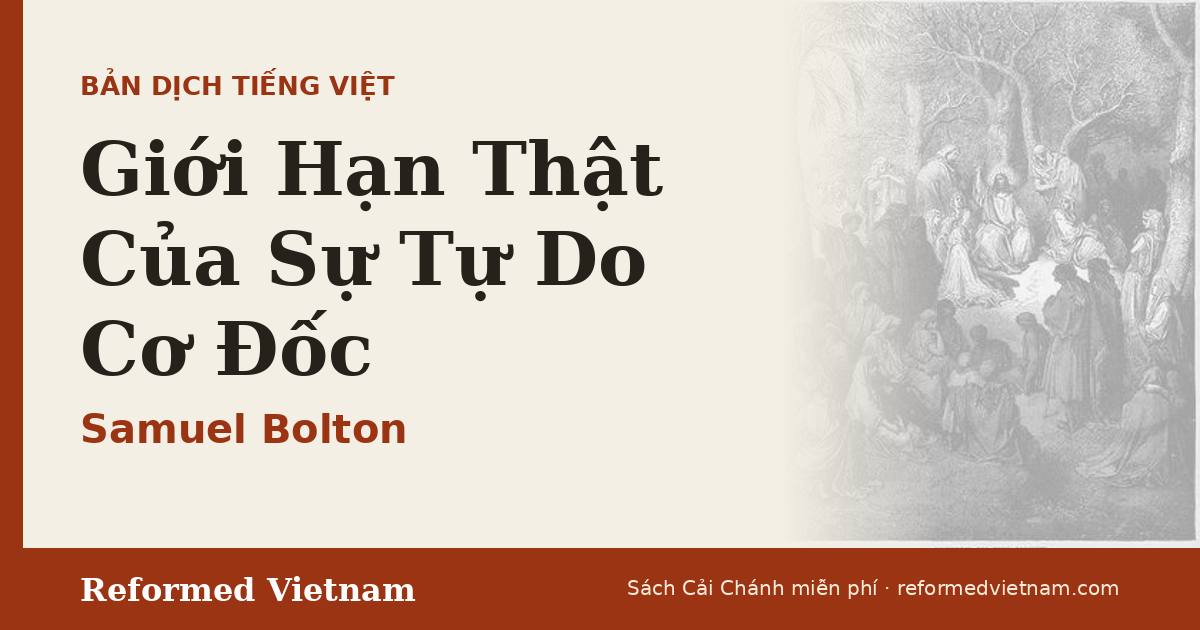 BẢN DỊCH TIẾNG VIỆT
Giới Hạn Thật
Của Sự Tự Do
Cơ Đốc
Samuel Bolton
Reformed Vietnam
Sách Cải Chánh miễn phí · reformedvietnam.com